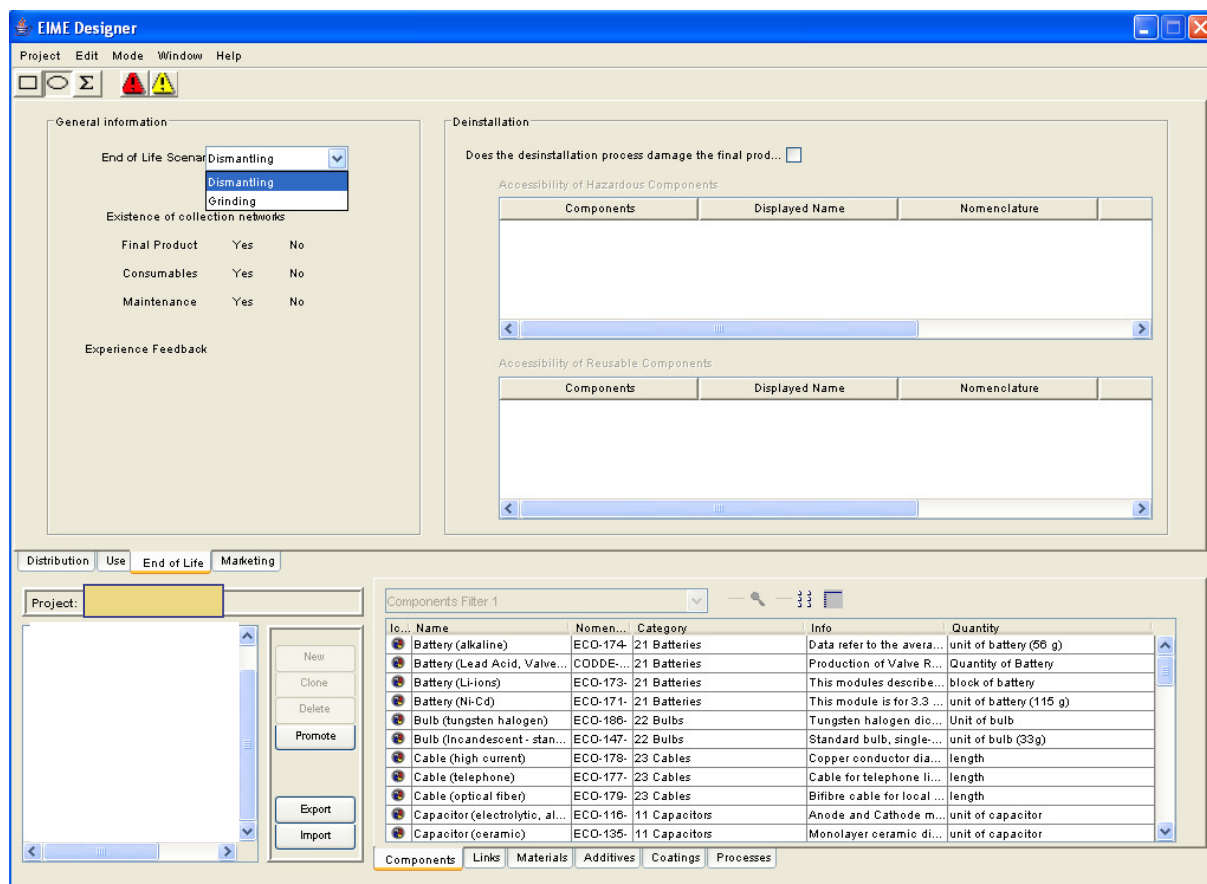 EIME Designer
Project Edit Mode Window Help
Σ
General information
End of Life Scenar Dismantling
Dismantling
Grinding
Existence of collection networks
Final Product Yes No
Consumables Yes No
Maintenance Yes No
Experience Feedback
Deinstallation
Does the desinstallation process damage the final prod...
Accessibility of Hazardous Components
Components Displayed Name Nomenclature
Accessibility of Reusable Components
Components Displayed Name Nomenclature
Distribution Use End of Life Marketing
Project:
New
Clone
Delete
Promote
Export
Import
Components Filter 1
Ic... Name Nomen... Category Info Quantity
Battery (alkaline) ECO-174- 21 Batteries Data refer to the avera... unit of battery (56 g)
Battery (Lead Acid, Valve... CODDE-... 21 Batteries Production of Valve R... Quantity of Battery
Battery (Li-ions) ECO-173- 21 Batteries This modules describe... block of battery
Battery (Ni-Cd) ECO-171- 21 Batteries This module is for 3.3 ... unit of battery (115 g)
Bulb (tungsten halogen) ECO-186- 22 Bulbs Tungsten halogen dic... Unit of bulb
Bulb (Incandescent - stan... ECO-147- 22 Bulbs Standard bulb, single-... unit of bulb (33g)
Cable (high current) ECO-178- 23 Cables Copper conductor dia... length
Cable (telephone) ECO-177- 23 Cables Cable for telephone li... length
Cable (optical fiber) ECO-179- 23 Cables Bifibre cable for local ... length
Capacitor (electrolytic, al... ECO-116- 11 Capacitors Anode and Cathode m... unit of capacitor
Capacitor (ceramic) ECO-135- 11 Capacitors Monolayer ceramic di... unit of capacitor
Components Links Materials Additives Coatings Processes